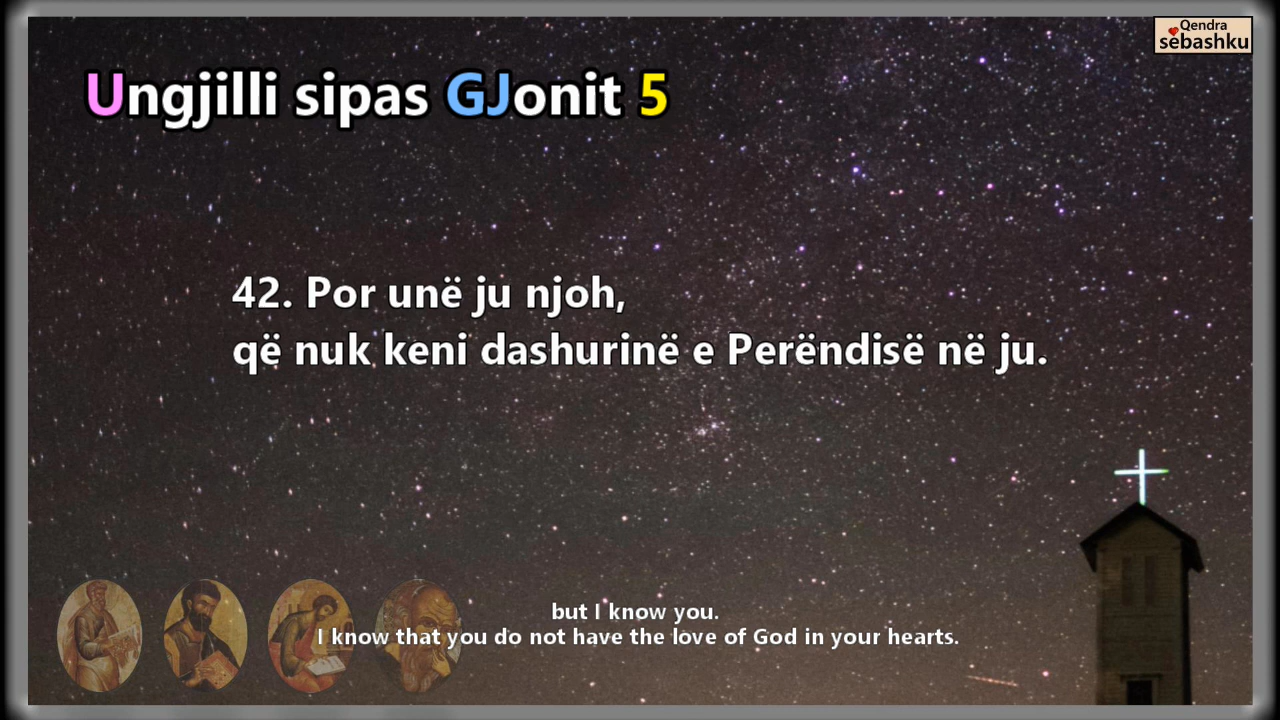 Qendra
sëbashku
Ungjilli sipas GJonit 5
42. Por unë ju njoh,
që nuk keni dashurinë e Perëndisë në ju.
but I know you.
I know that you do not have the love of God in your hearts.